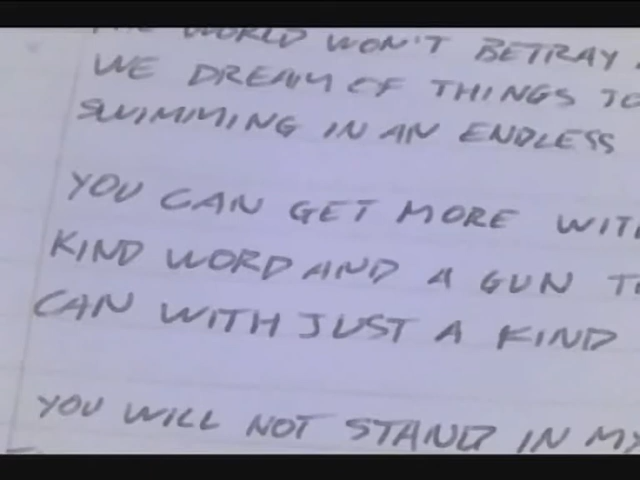 THE WORLD WON'T BETRAY
WE DREAM OF THINGS TO
SWIMMING IN AN ENDLESS
YOU CAN GET MORE WITH
KIND WORD AND A GUN
CAN WITH JUST A KIND
YOU WILL NOT STAND IN MY